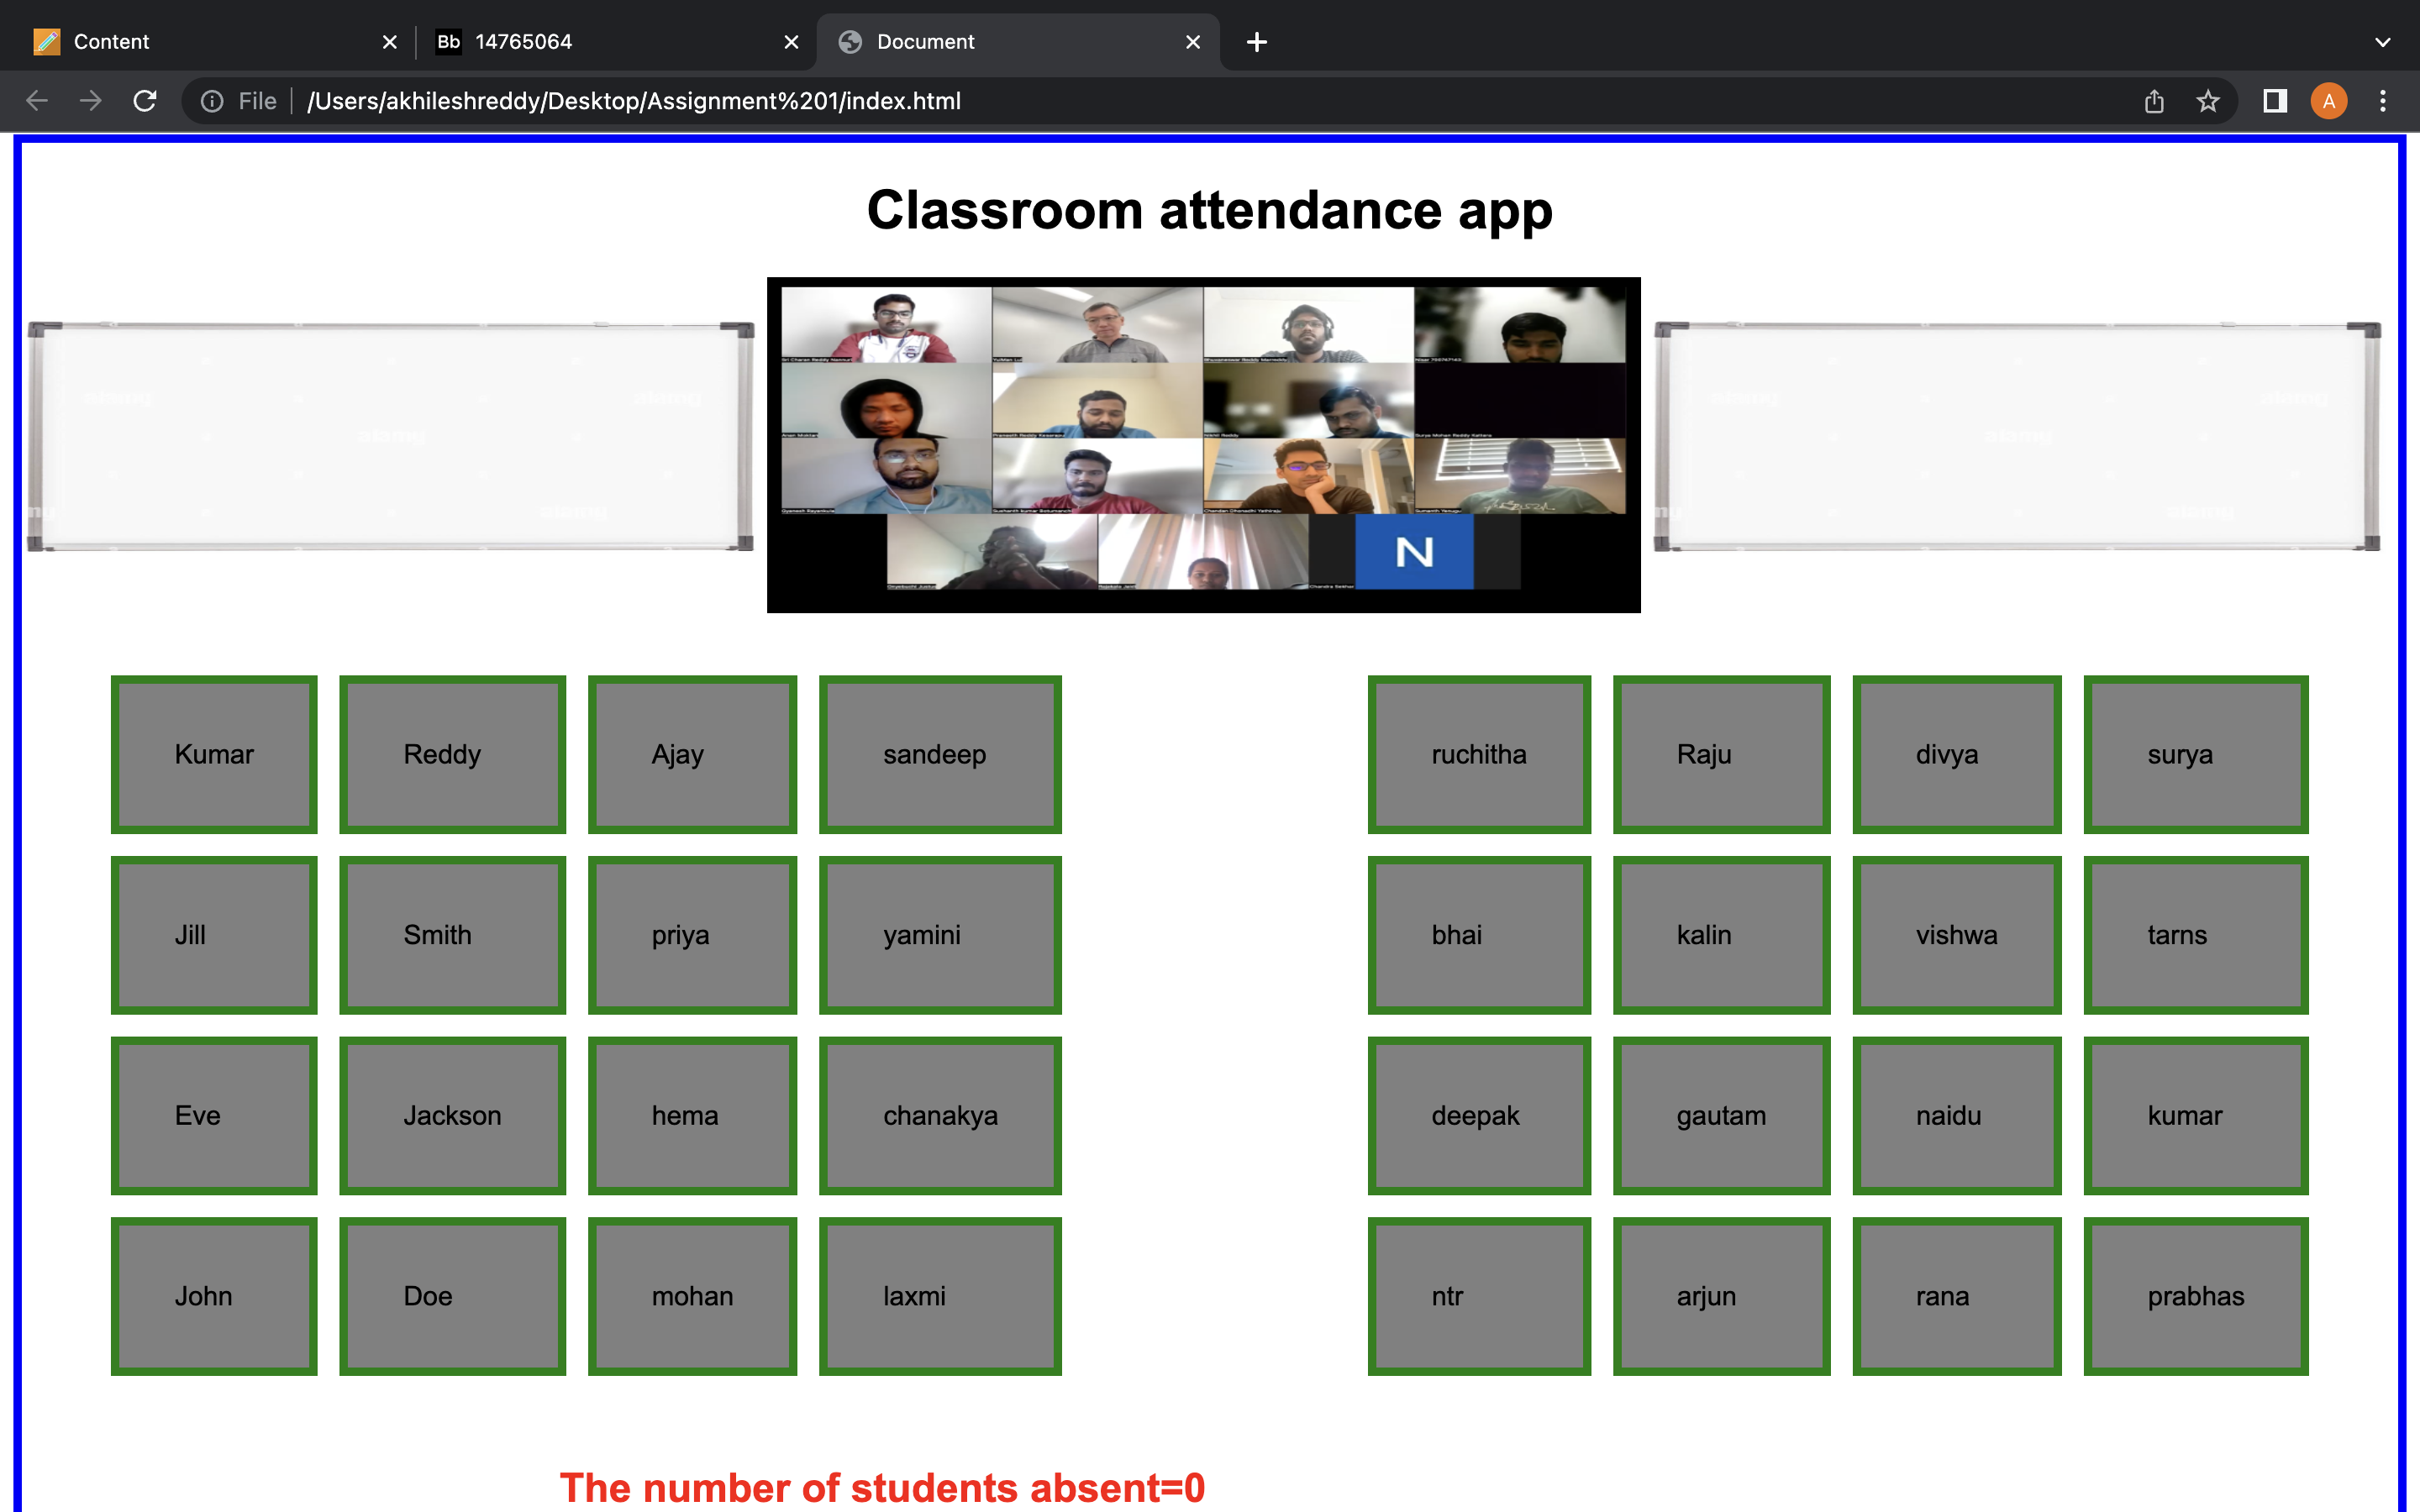 Content
Bb 14765064
Document
File /Users/akhileshreddy/Desktop/Assignment%201/index.html
A
Classroom attendance app
N
Kumar Reddy Ajay sandeep ruchitha Raju divya surya
Jill Smith priya yamini bhai kalin vishwa tarns
Eve Jackson hema chanakya deepak gautam naidu kumar
John Doe mohan laxmi ntr arjun rana prabhas
The number of students absent=0